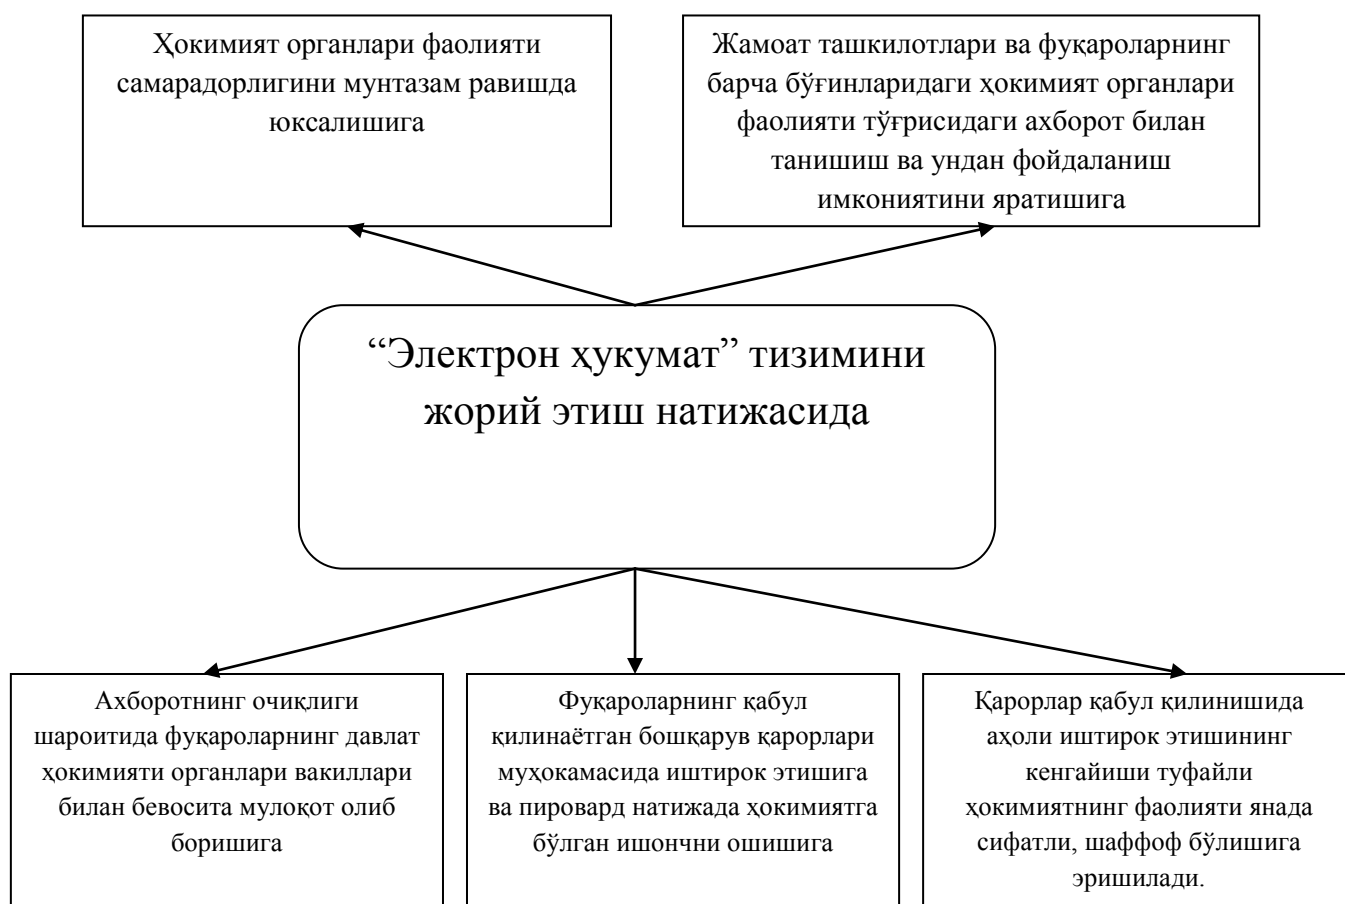 Ҳокимият органлари фаолияти
самарадорлигини мунтазам равишда
юксалишига
Жамоат ташкилотлари ва фуқароларнинг
барча бўғинларидаги ҳокимият органлари
фаолияти тўғрисидаги ахборот билан
танишиш ва ундан фойдаланиш
имкониятини яратишига
“Электрон ҳукумат” тизимини
жорий этиш натижасида
Ахборотнинг очиқлиги
шароитида фуқароларнинг давлат
ҳокимияти органлари вакиллари
билан бевосита мулоқот олиб
боришига
Фуқароларнинг қабул
қилинаётган бошқарув қарорлари
муҳокамасида иштирок этишига
ва пировард натижада ҳокимиятга
бўлган ишончни ошишига
Қарорлар қабул қилинишида
аҳоли иштирок этишининг
кенгайиши туфайли
ҳокимиятнинг фаолияти янада
сифатли, шаффоф бўлишига
эришилади.